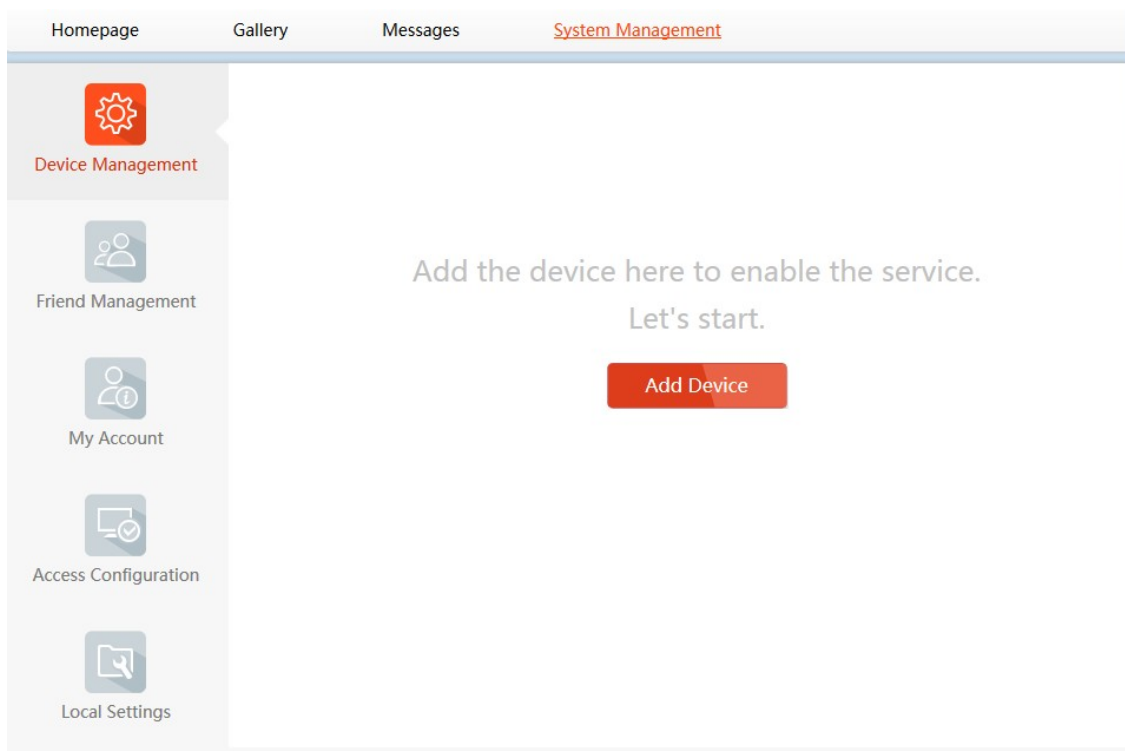 Homepage Gallery Messages System Management
Device Management
Friend Management
My Account
Access Configuration
Local Settings
Add the device here to enable the service.
Let's start.
Add Device